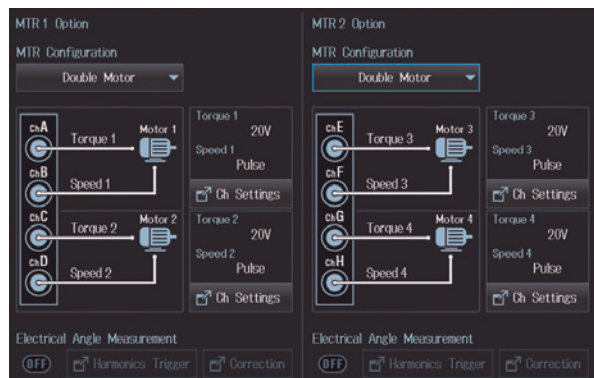 MTR1 Option
MTR Configuration
Double Motor
chA
Torque 1
Motor 1
chB
Speed 1
Torque 1
20V
Speed 1
Pulse
Ch Settings
chC
Torque 2
Motor 2
chD
Speed 2
Torque 2
20V
Speed 2
Pulse
Ch Settings
Electrical Angle Measurement
OFF Harmonics Trigger Correction
MTR2 Option
MTR Configuration
Double Motor
chE
Torque 3
Motor 3
chF
Speed 3
Torque 3
20V
Speed 3
Pulse
Ch Settings
chG
Torque 4
Motor 4
chH
Speed 4
Torque 4
20V
Speed 4
Pulse
Ch Settings
Electrical Angle Measurement
OFF Harmonics Trigger Correction